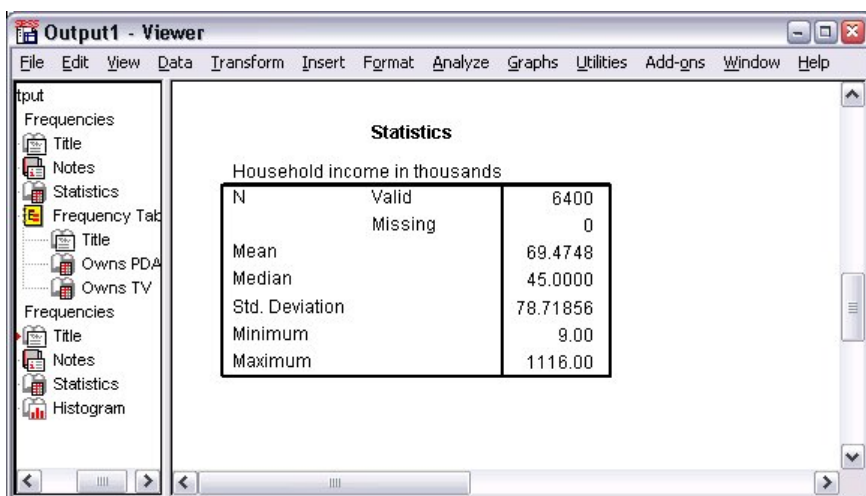 Output1 - Viewer
File Edit View Data Transform Insert Format Analyze Graphs Utilities Add-ons Window Help
tput
Frequencies
Title
Notes
Statistics
Frequency Tab
Title
Owns PDA
Owns TV
Frequencies
Title
Notes
Statistics
Histogram
Statistics
Household income in thousands
N Valid 6400
Missing 0
Mean 69.4748
Median 45.0000
Std. Deviation 78.71856
Minimum 9.00
Maximum 1116.00